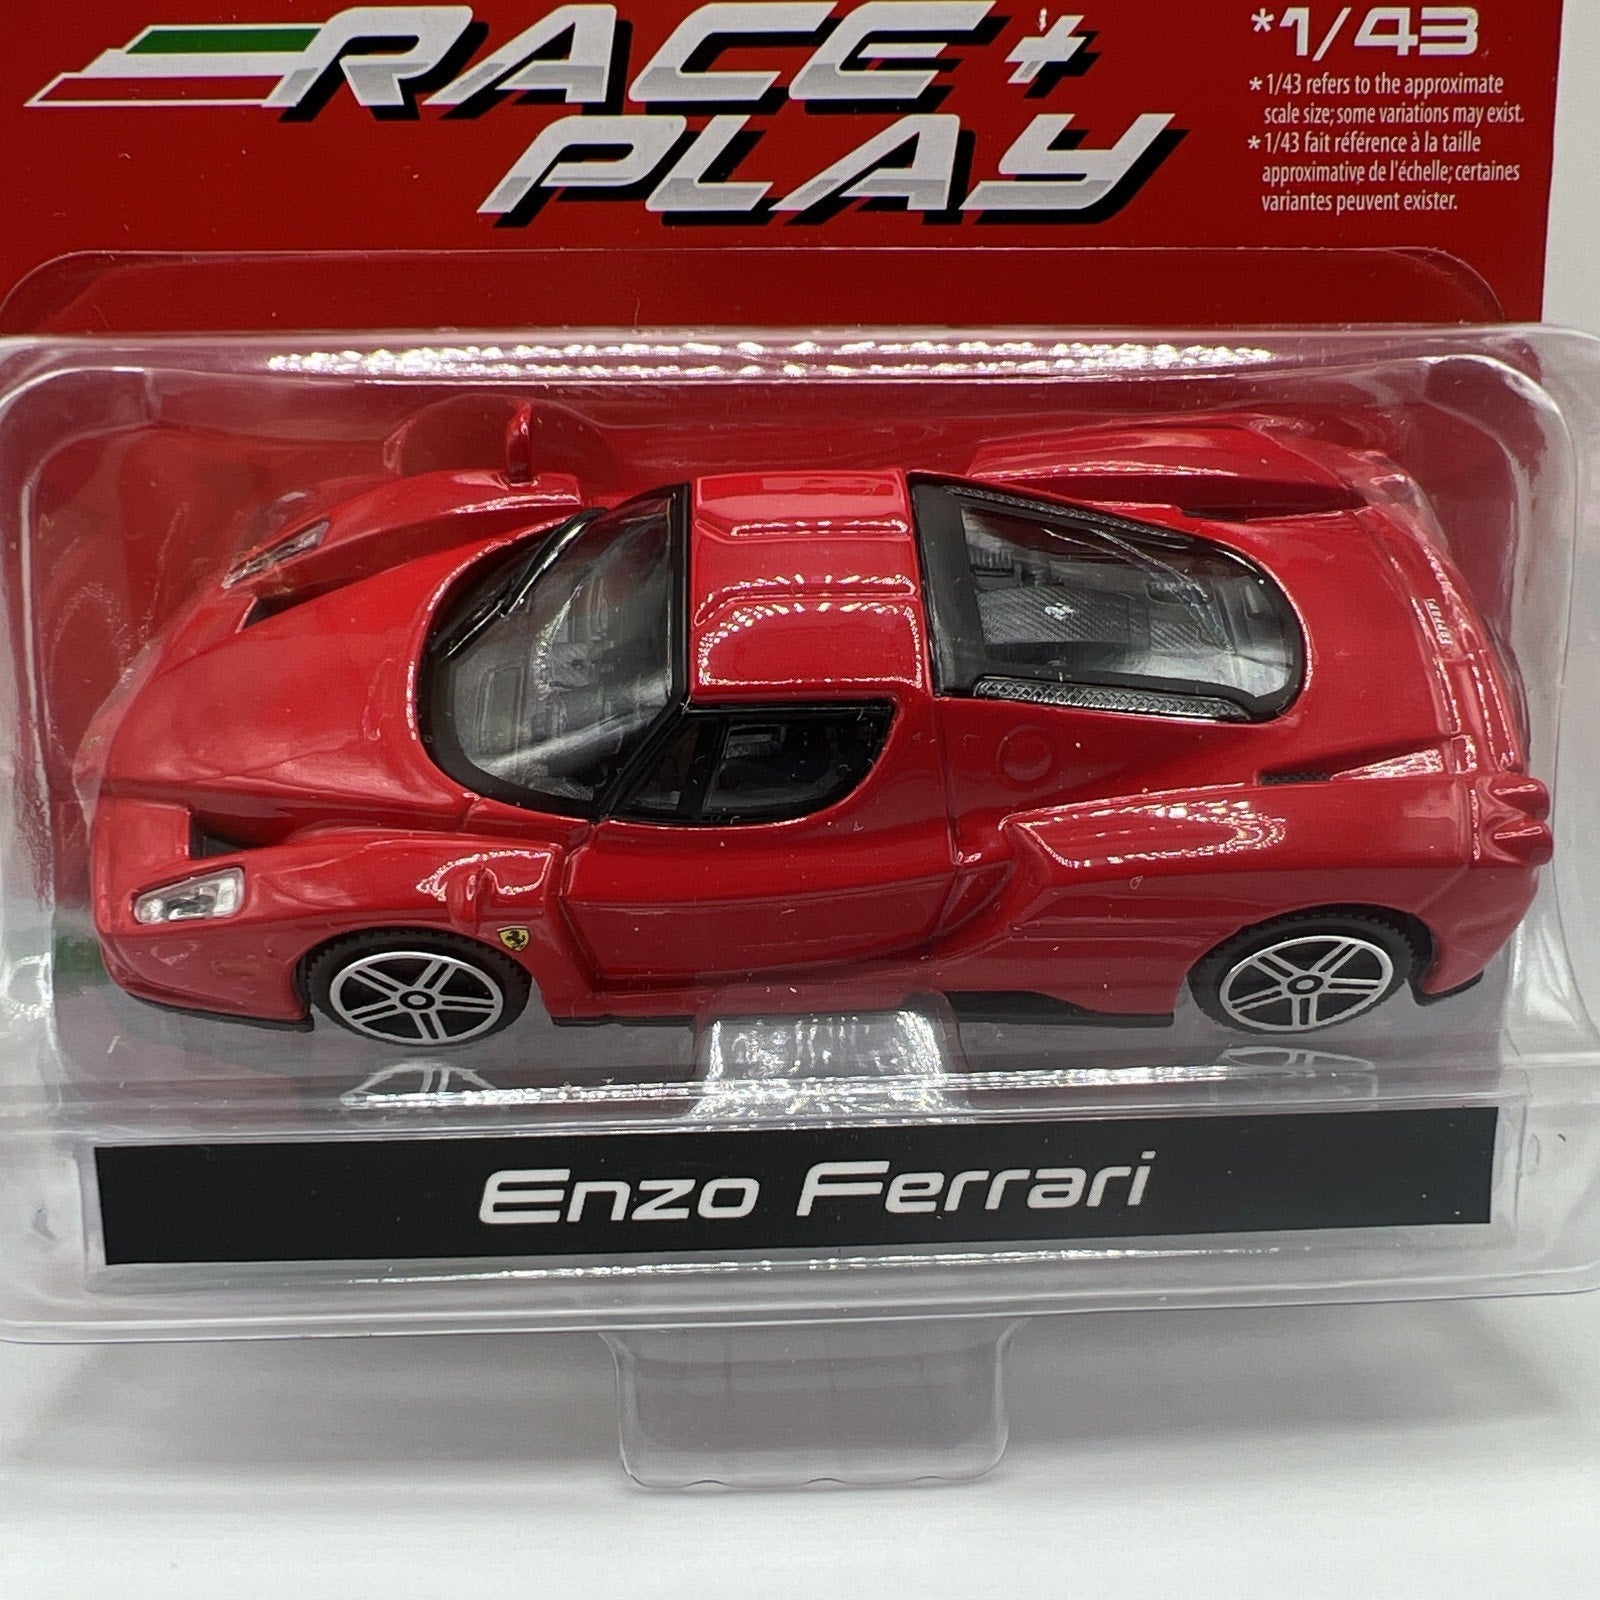 RACE +
PLAY
*1/43
* 1/43 refers to the approximate
scale size; some variations may exist.
* 1/43 fait référence à la taille
approximative de l'échelle; certaines
variantes peuvent exister.
Ferrari
Enzo Ferrari